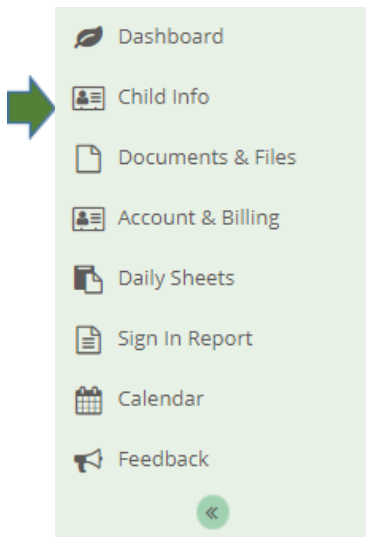 Dashboard
Child Info
Documents & Files
Account & Billing
Daily Sheets
Sign In Report
Calendar
Feedback
«